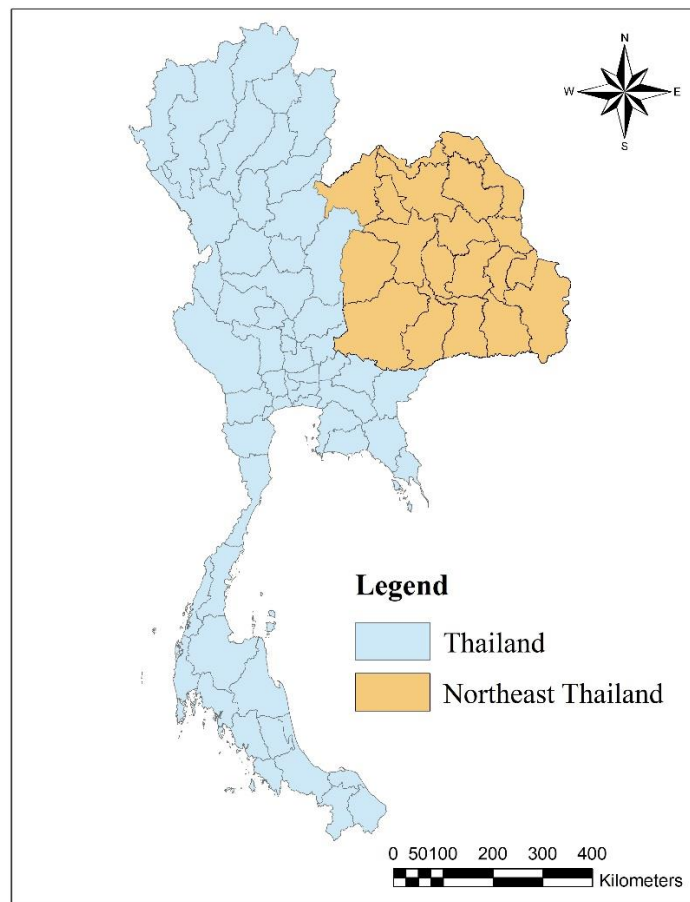 N
W E
S
Legend
Thailand
Northeast Thailand
0 50100 200 300 400
Kilometers